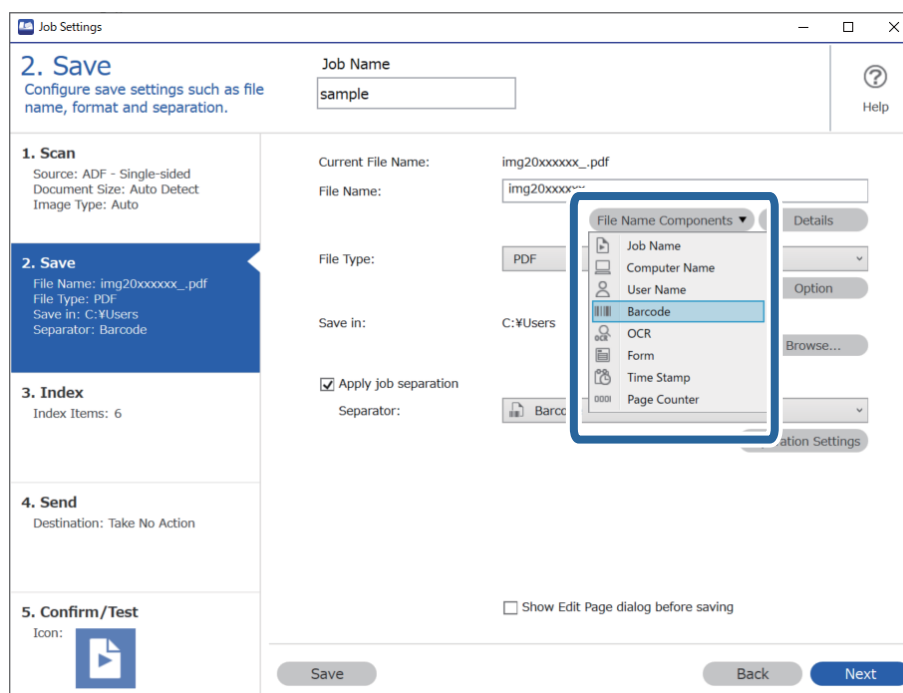 Job Settings
2. Save
Configure save settings such as file
name, format and separation.
Job Name
sample
Help
1. Scan
Source: ADF - Single-sided
Document Size: Auto Detect
Image Type: Auto
2. Save
File Name: img20xxxxxx_.pdf
File Type: PDF
Save in: C:¥Users
Separator: Barcode
3. Index
Index Items: 6
4. Send
Destination: Take No Action
5. Confirm/Test
Icon:
Current File Name: img20xxxxxx_.pdf
File Name: img20xxxxxx
File Name Components ▼ Details
Job Name
Computer Name
User Name
Barcode
OCR
Form
Time Stamp
Page Counter
File Type: PDF
Option
Save in: C:¥Users
Browse...
Apply job separation
Separator:
Settings
Show Edit Page dialog before saving
Save Back Next